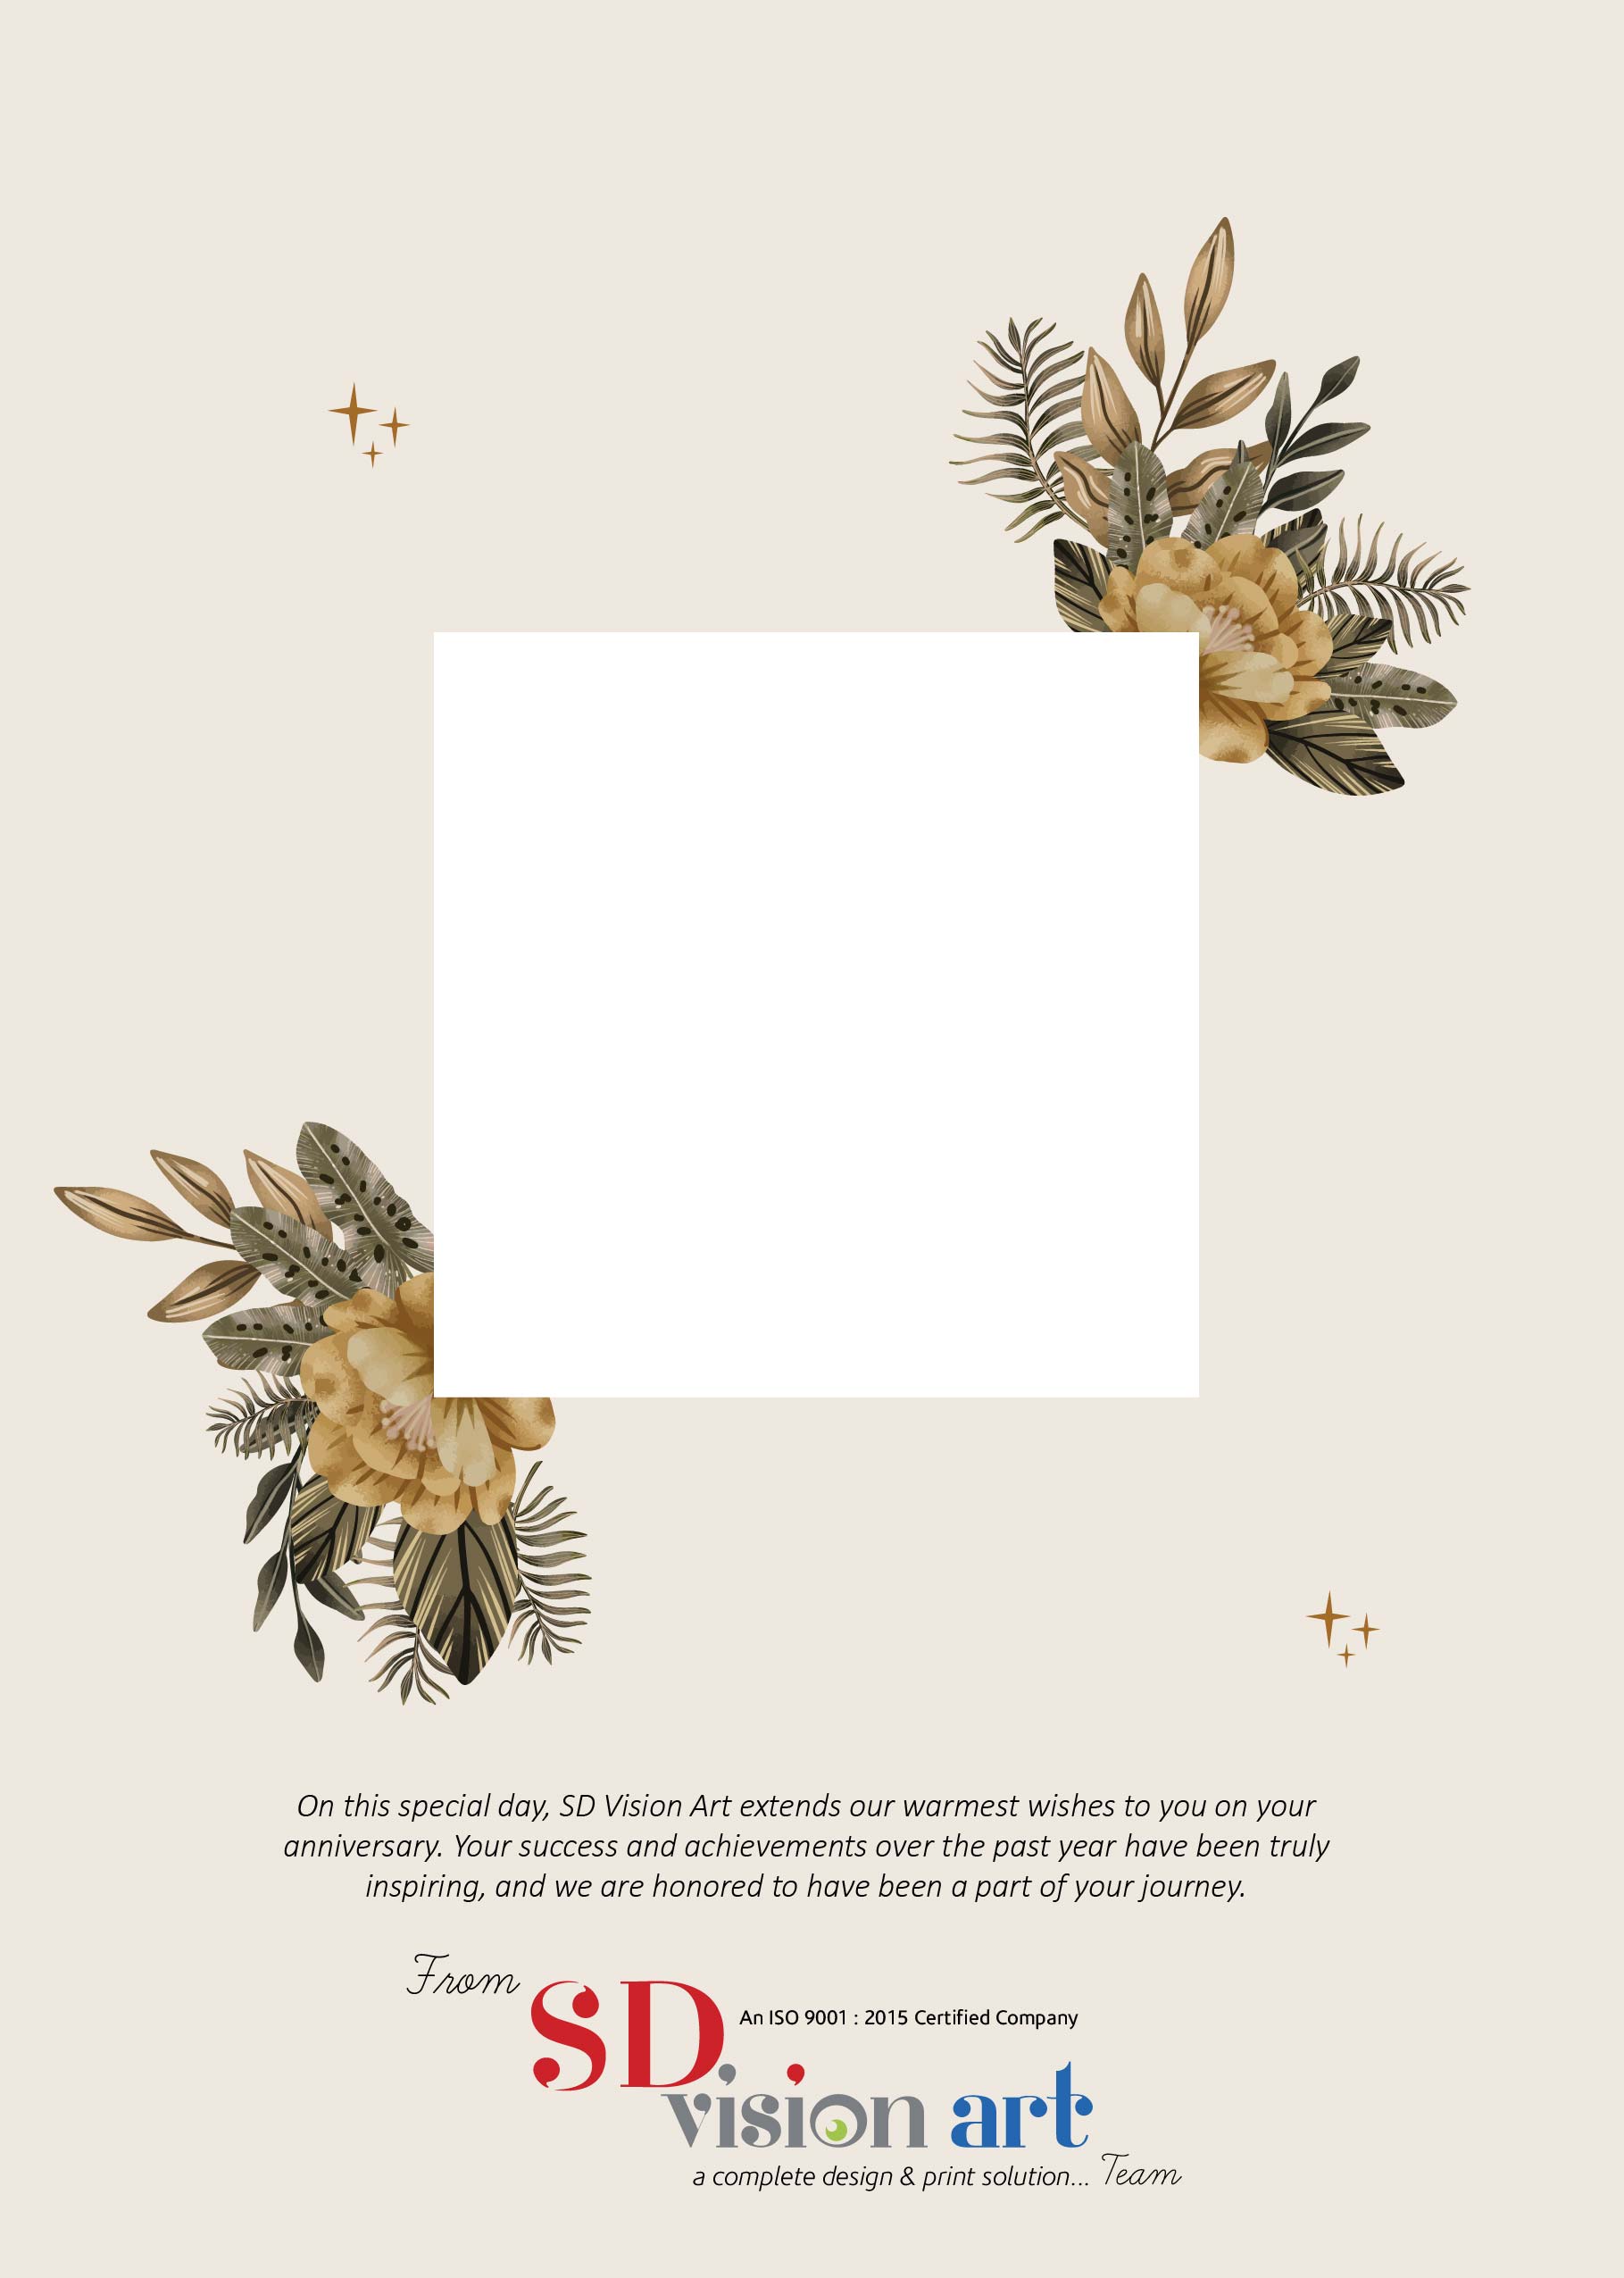 On this special day, SD Vision Art extends our warmest wishes to you on your
anniversary. Your success and achievements over the past year have been truly
inspiring, and we are honored to have been a part of your journey.
From
SD
An ISO 9001 : 2015 Certified Company
vision art
a complete design & print solution... Team